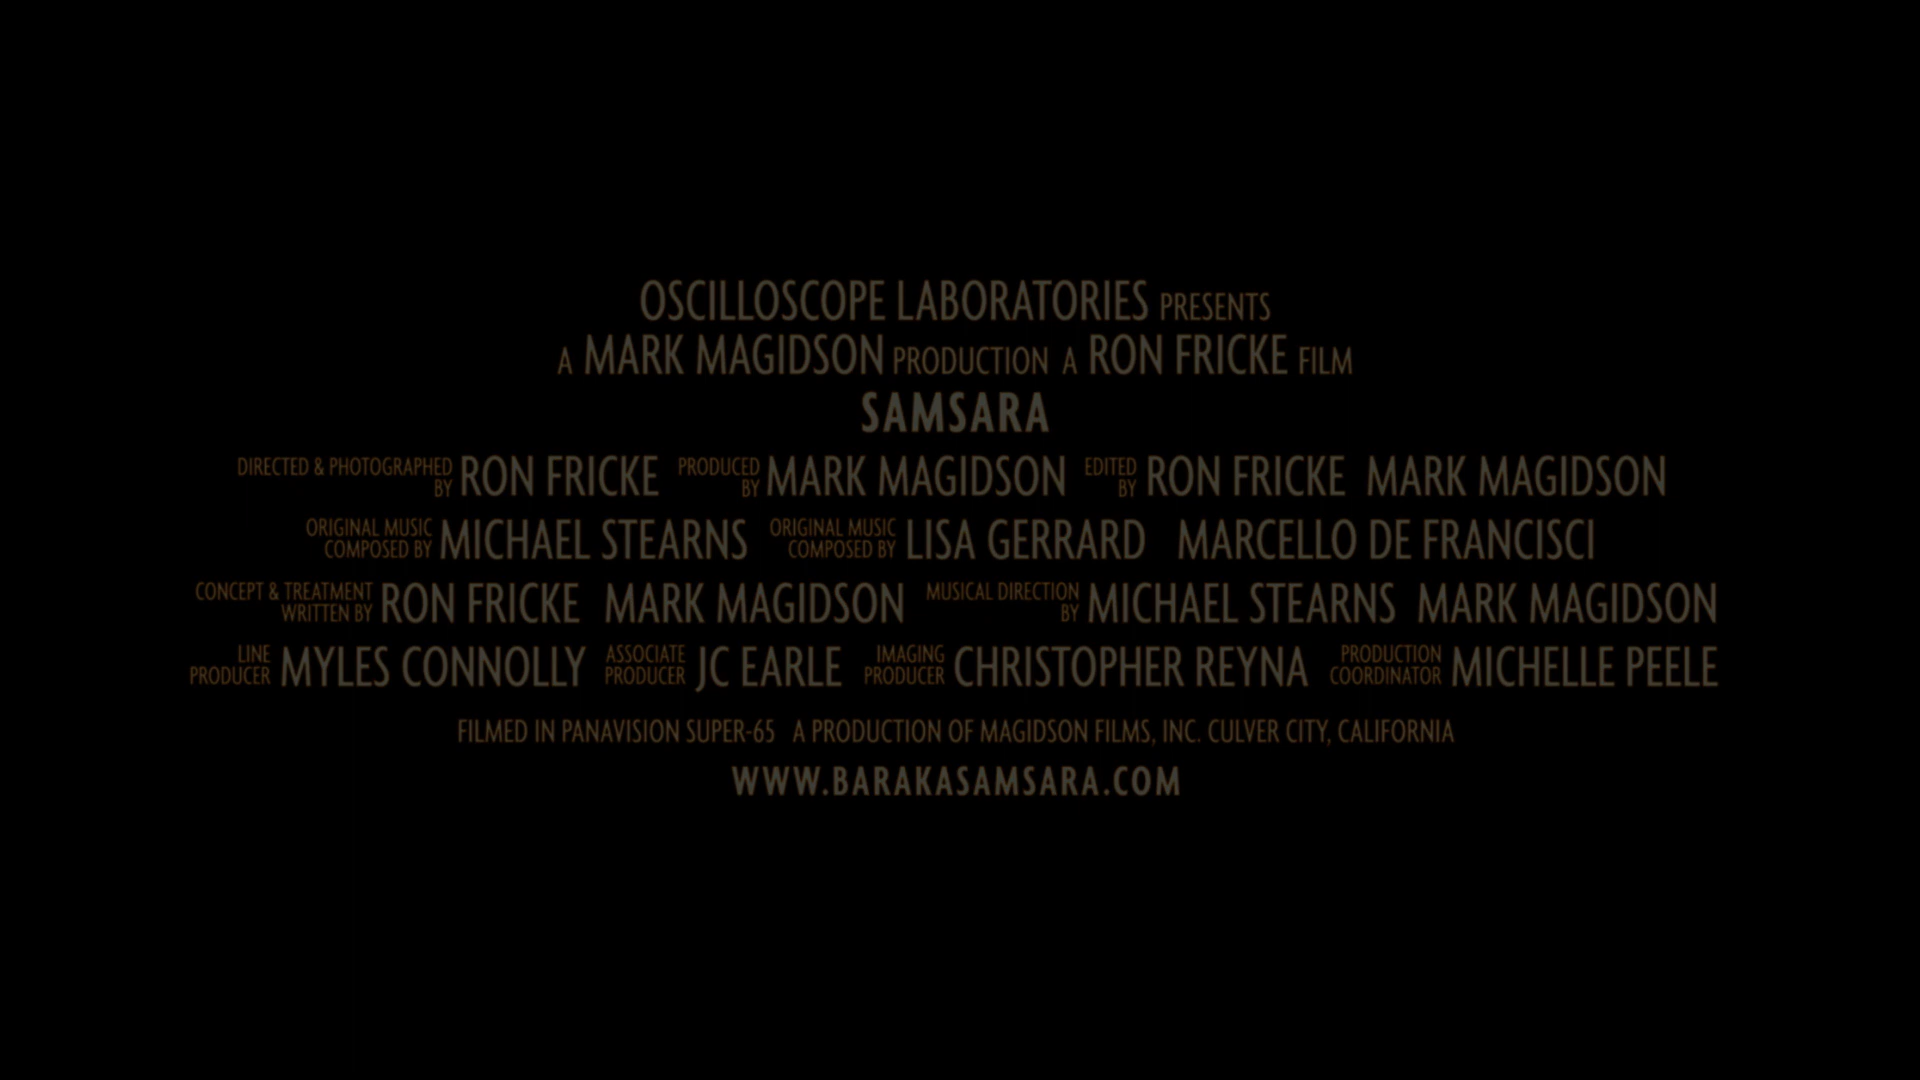 OSCILLOSCOPE LABORATORIES PRESENTS
A MARK MAGIDSON PRODUCTION A RON FRICKE FILM
SAMSARA
DIRECTED & PHOTOGRAPHED BY RON FRICKE PRODUCED BY MARK MAGIDSON EDITED BY RON FRICKE MARK MAGIDSON
ORIGINAL MUSIC COMPOSED BY MICHAEL STEARNS ORIGINAL MUSIC COMPOSED BY LISA GERRARD MARCELLO DE FRANCISCI
CONCEPT & TREATMENT WRITTEN BY RON FRICKE MARK MAGIDSON MUSICAL DIRECTION BY MICHAEL STEARNS MARK MAGIDSON
LINE PRODUCER MYLES CONNOLLY ASSOCIATE PRODUCER JC EARLE IMAGING PRODUCER CHRISTOPHER REYNA PRODUCTION COORDINATOR MICHELLE PEELE
FILMED IN PANAVISION SUPER-65 A PRODUCTION OF MAGIDSON FILMS, INC. CULVER CITY, CALIFORNIA
WWW.BARAKASAMSARA.COM